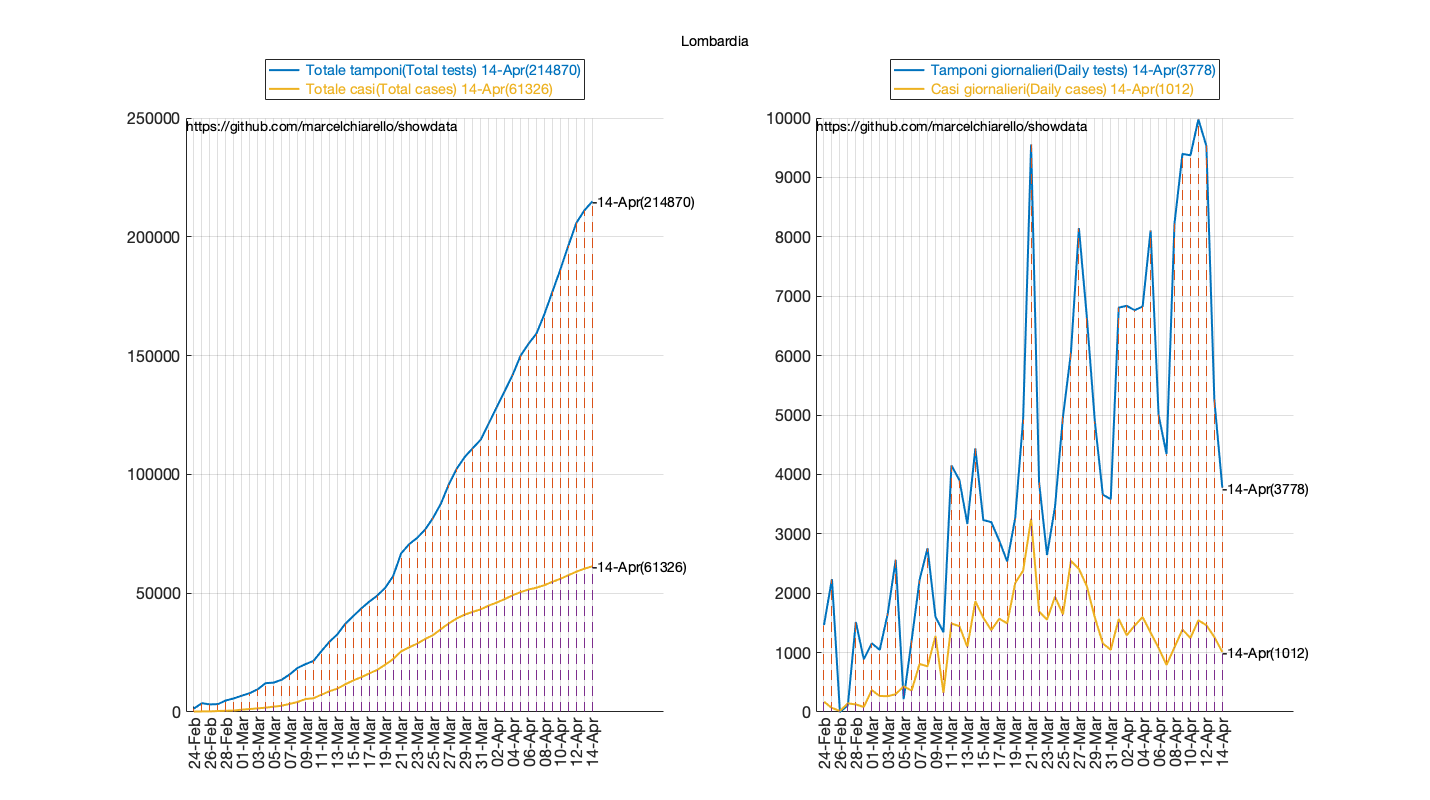 Lombardia
Totale tamponi(Total tests) 14-Apr(214870)
Totale casi(Total cases) 14-Apr(61326)
250000
https://github.com/marcelchiarello/showdata
200000
150000
100000
50000
0
14-Apr(214870)
14-Apr(61326)
24-Feb
26-Feb
28-Feb
01-Mar
03-Mar
05-Mar
07-Mar
09-Mar
11-Mar
13-Mar
15-Mar
17-Mar
19-Mar
21-Mar
23-Mar
25-Mar
27-Mar
29-Mar
31-Mar
02-Apr
04-Apr
06-Apr
08-Apr
10-Apr
12-Apr
14-Apr
Tamponi giornalieri(Daily tests) 14-Apr(3778)
Casi giornalieri(Daily cases) 14-Apr(1012)
10000
https://github.com/marcelchiarello/showdata
9000
8000
7000
6000
5000
4000
3000
2000
1000
0
14-Apr(3778)
14-Apr(1012)
24-Feb
26-Feb
28-Feb
01-Mar
03-Mar
05-Mar
07-Mar
09-Mar
11-Mar
13-Mar
15-Mar
17-Mar
19-Mar
21-Mar
23-Mar
25-Mar
27-Mar
29-Mar
31-Mar
02-Apr
04-Apr
06-Apr
08-Apr
10-Apr
12-Apr
14-Apr